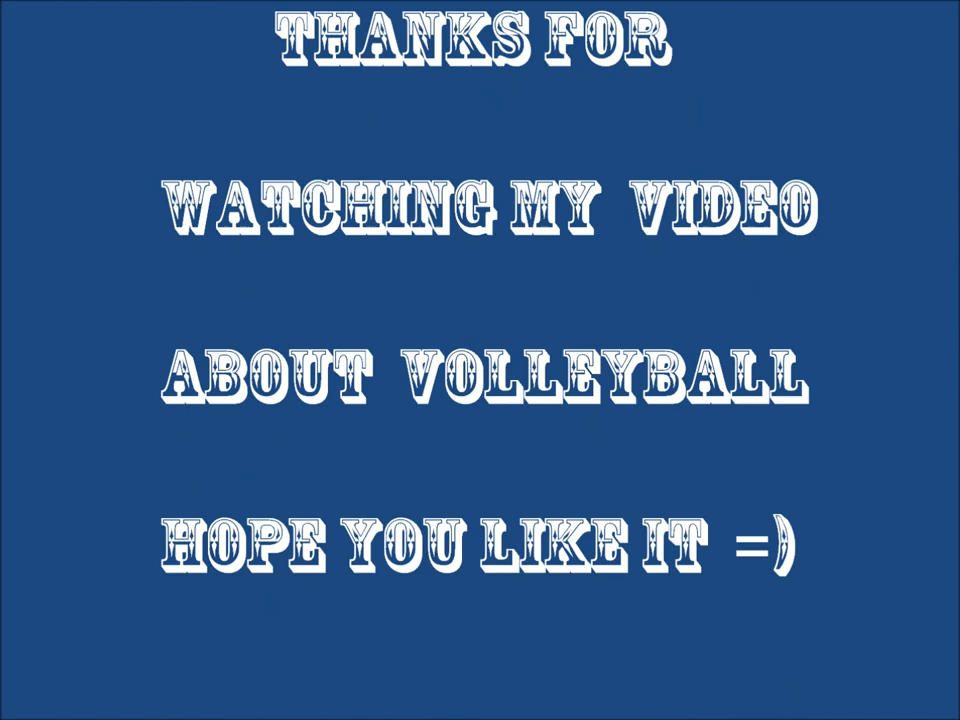 THANKS FOR
WATCHING MY VIDEO
ABOUT VOLLEYBALL
HOPE YOU LIKE IT =)